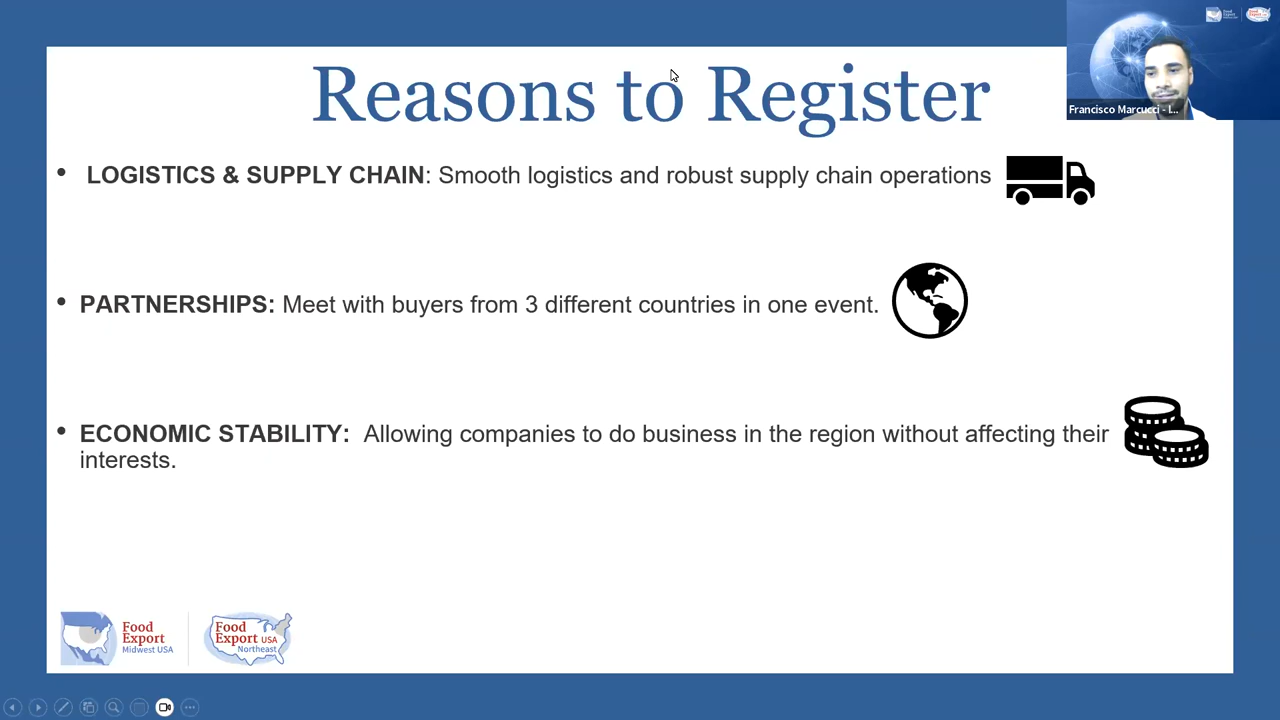 Reasons to Register
Francisco Marcucci - I...
• LOGISTICS & SUPPLY CHAIN: Smooth logistics and robust supply chain operations
• PARTNERSHIPS: Meet with buyers from 3 different countries in one event.
• ECONOMIC STABILITY: Allowing companies to do business in the region without affecting their
interests.
Food
Export
Midwest USA
Food
Export USA
Northeast